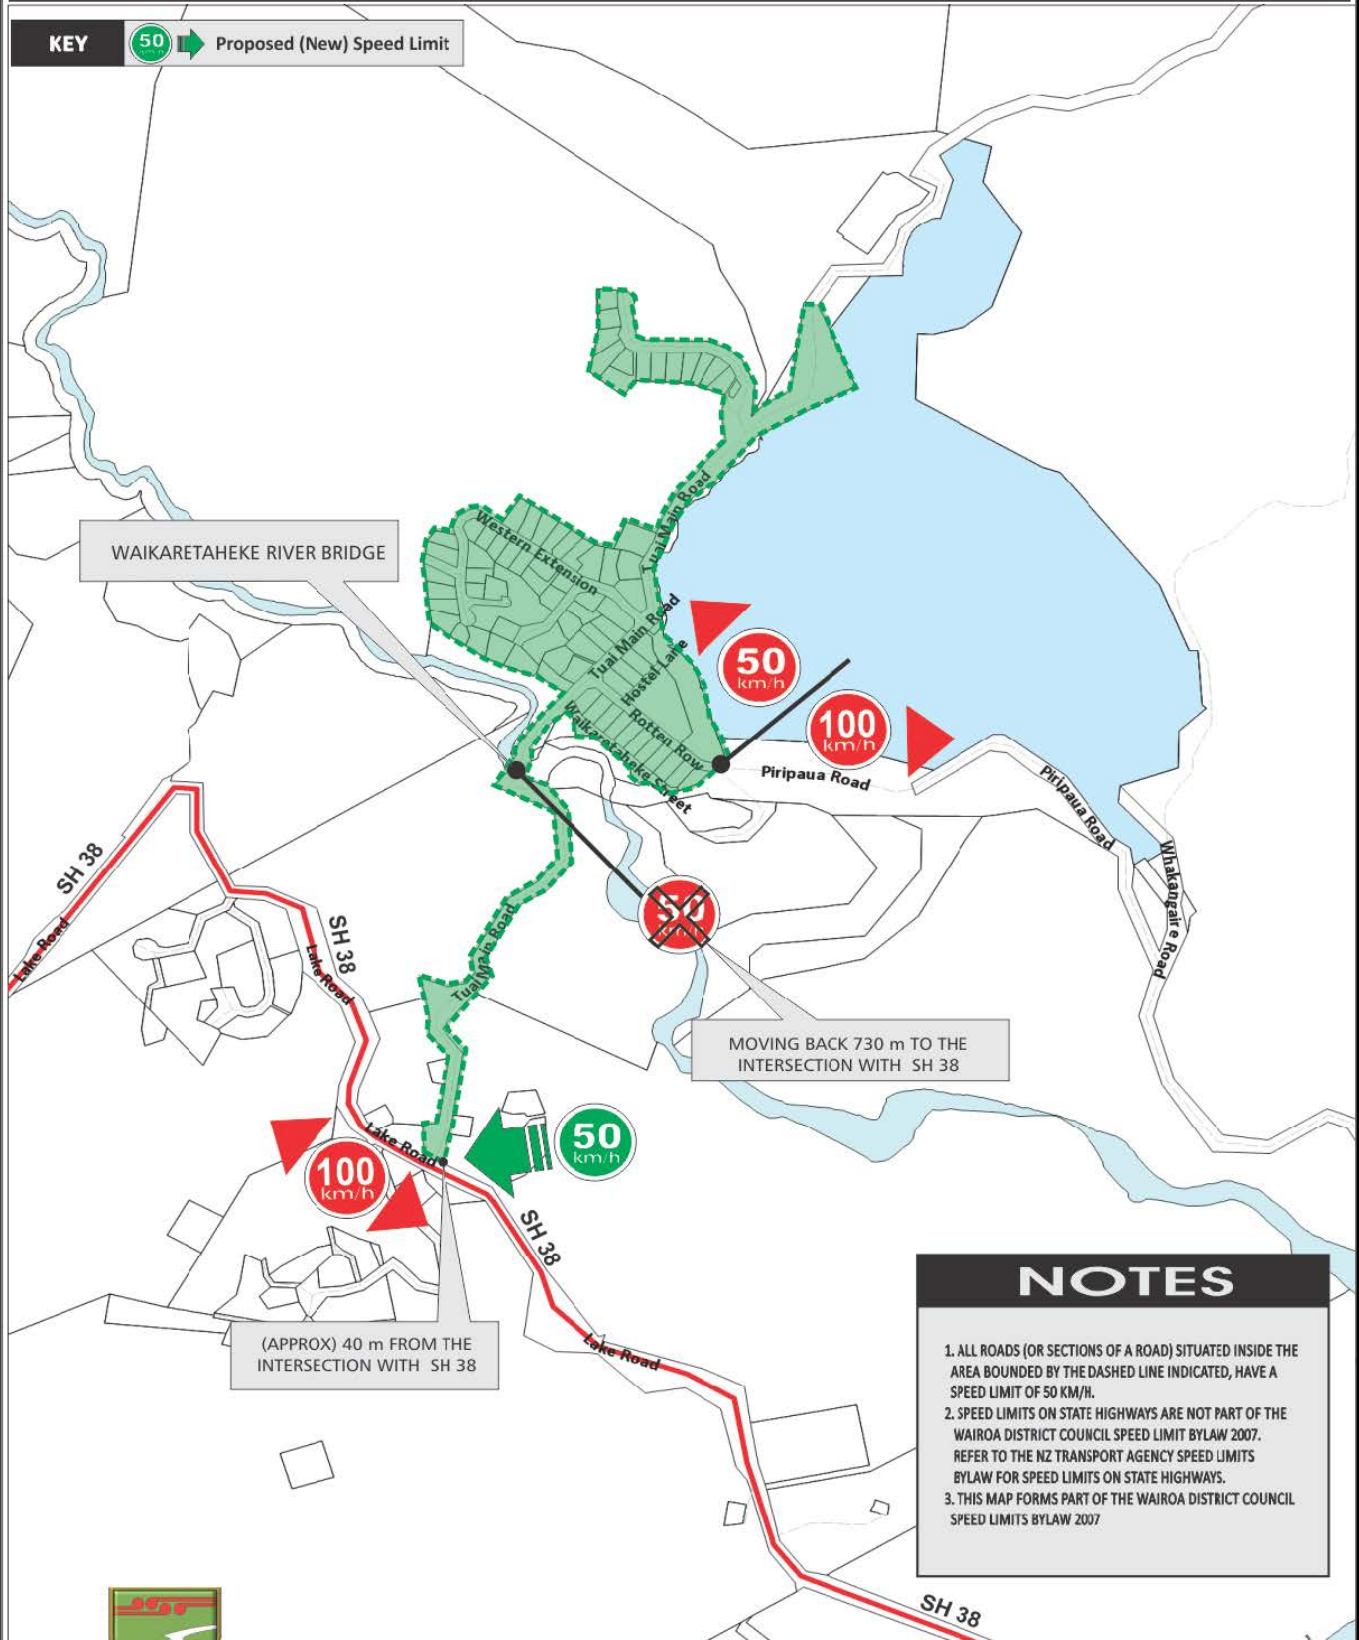 KEY
50
km/h
Proposed (New) Speed Limit
WAIKARETAHEKE RIVER BRIDGE
Western Extension
Tuai Main Road
Tuai Main Road
Hostel Lane
Rotten Row
Waikaretaheke Street
50
km/h
100
km/h
Piripaua Road
Piripaua Road
Whakangaire Road
SH 38
Lake Road
SH 38
Lake Road
50
km/h
Tuai Main Road
MOVING BACK 730 m TO THE
INTERSECTION WITH SH 38
50
km/h
Lake Road
100
km/h
SH 38
(APPROX) 40 m FROM THE
INTERSECTION WITH SH 38
Lake Road
NOTES
1. ALL ROADS (OR SECTIONS OF A ROAD) SITUATED INSIDE THE
AREA BOUNDED BY THE DASHED LINE INDICATED, HAVE A
SPEED LIMIT OF 50 KM/H.
2. SPEED LIMITS ON STATE HIGHWAYS ARE NOT PART OF THE
WAIROA DISTRICT COUNCIL SPEED LIMIT BYLAW 2007.
REFER TO THE NZ TRANSPORT AGENCY SPEED LIMITS
BYLAW FOR SPEED LIMITS ON STATE HIGHWAYS.
3. THIS MAP FORMS PART OF THE WAIROA DISTRICT COUNCIL
SPEED LIMITS BYLAW 2007
SH 38